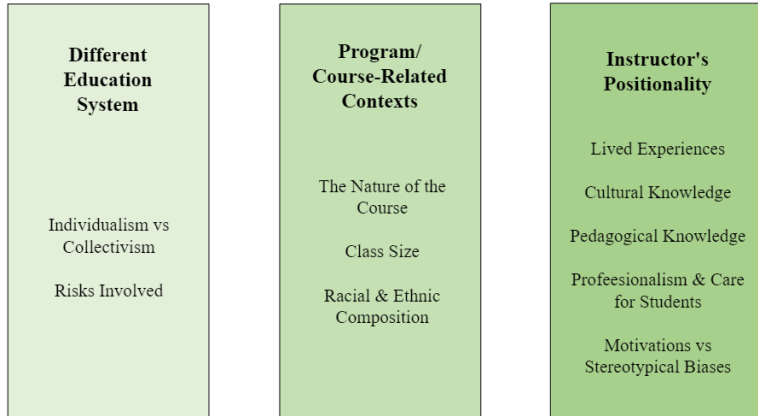 Different
Education
System
Individualism vs
Collectivism
Risks Involved
Program/
Course-Related
Contexts
The Nature of the
Course
Class Size
Racial & Ethnic
Composition
Instructor's
Positionality
Lived Experiences
Cultural Knowledge
Pedagogical Knowledge
Profeesionalism & Care
for Students
Motivations vs
Stereotypical Biases